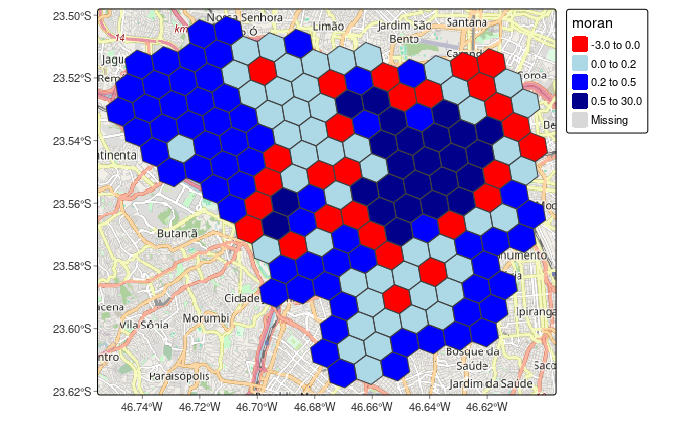 23.50°S
23.52°S
23.54°S
23.56°S
23.58°S
23.60°S
23.62°S
46.74°W
46.72°W
46.70°W
46.68°W
46.66°W
46.64°W
46.62°W
Nossa Senhora
Ó
14
km
Limão
Jardim São
Bento
Santana
Butantã
Cidade
Morumbi
Vila Sônia
Paraisópolis
Ipiranga
Bosque da
Saúde
Jardim da Saúde
moran
-3.0 to 0.0
0.0 to 0.2
0.2 to 0.5
0.5 to 30.0
Missing